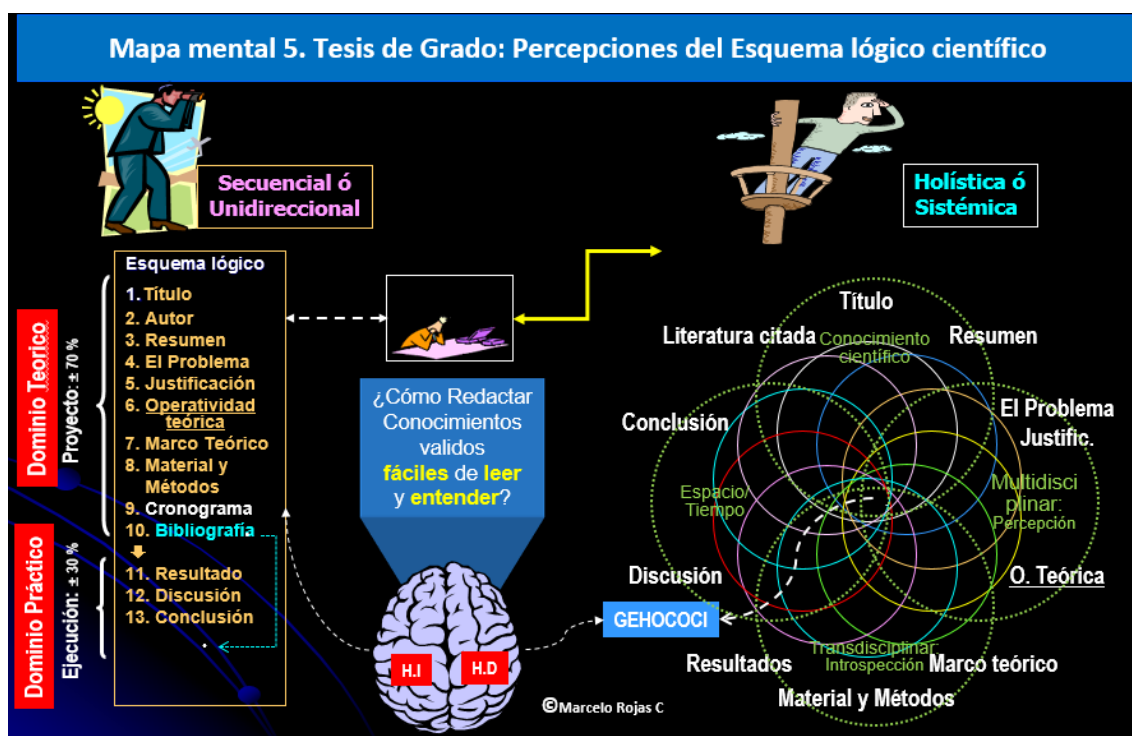 Mapa mental 5. Tesis de Grado: Percepciones del Esquema lógico científico
Secuencial ó
Unidireccional
Holística ó
Sistémica
Dominio Teorico
Proyecto: ± 70 %
Dominio Práctico
Ejecución: ± 30 %
Esquema lógico
1. Título
2. Autor
3. Resumen
4. El Problema
5. Justificación
6. Operatividad
teórica
7. Marco Teórico
8. Material y
Métodos
9. Cronograma
10. Bibliografía
11. Resultado
12. Discusión
13. Conclusión
¿Cómo Redactar
Conocimientos
validos
fáciles de leer
y entender?
H.I
H.D
GEHOCOCI
©Marcelo Rojas C
Título
Literatura citada
Conocimiento
científico
Resumen
Conclusión
El Problema
Justific.
Espacio/
Tiempo
Multidisci
plinar:
Percepción
Discusión
O. Teórica
Resultados
Transdisciplinar:
Introspección
Marco teórico
Material y Métodos